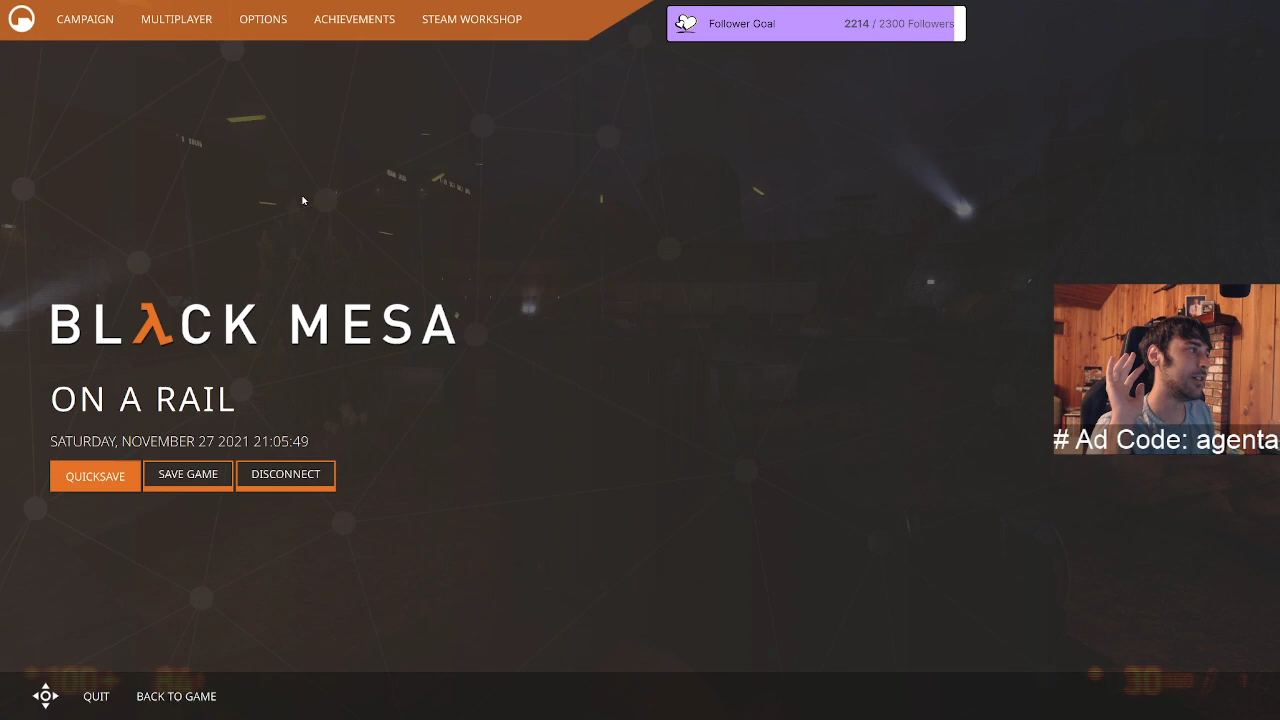 CAMPAIGN MULTIPLAYER OPTIONS ACHIEVEMENTS STEAM WORKSHOP
Follower Goal 2214 / 2300 Followers
BLλCK MESA
ON A RAIL
SATURDAY, NOVEMBER 27 2021 21:05:49
QUICKSAVE SAVE GAME DISCONNECT
# Ad Code: agenta
QUIT BACK TO GAME